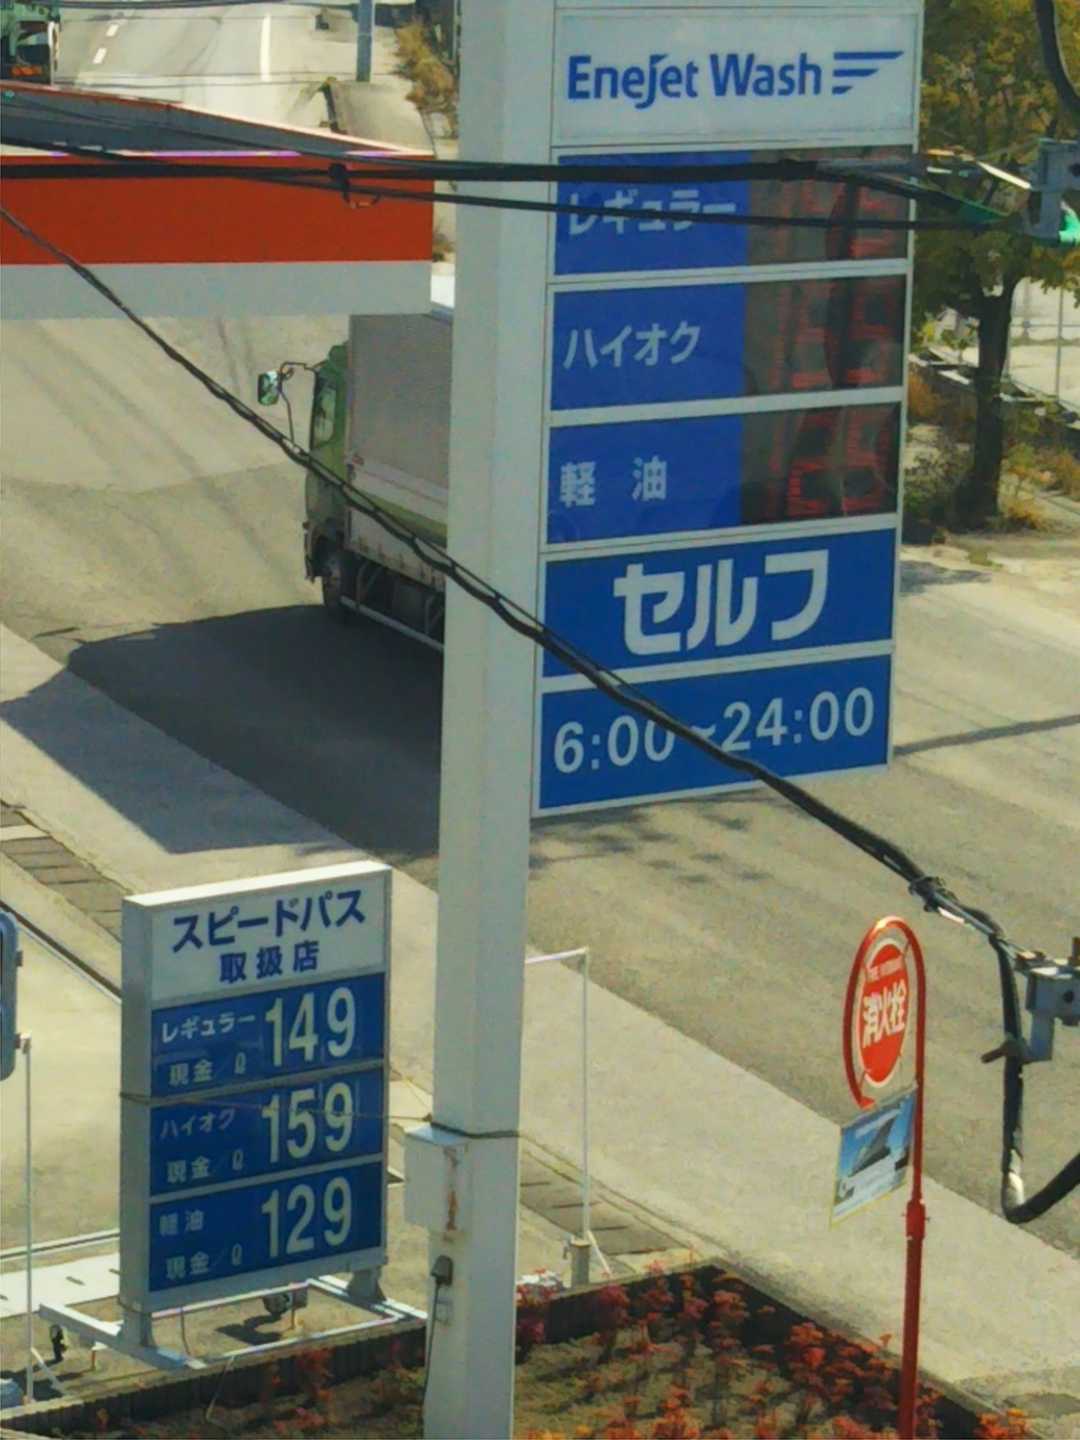 EneJet Wash
レギュラー
ハイオク
軽 油
セルフ
6:00~24:00
スピードパス
取扱店
レギュラー 149
現金/ℓ
ハイオク 159
現金/ℓ
軽油 129
現金/ℓ
消火栓